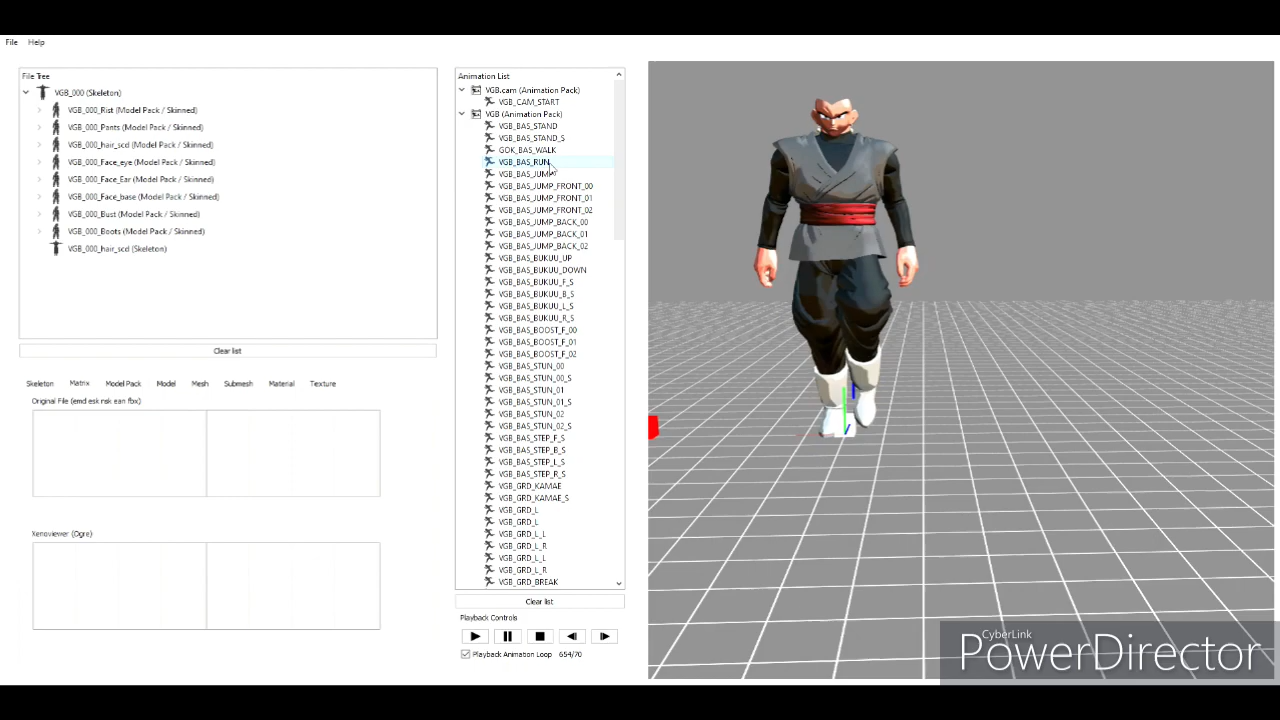 File Help
File Tree
VGB_000 (Skeleton)
VGB_000_Rist (Model Pack / Skinned)
VGB_000_Pants (Model Pack / Skinned)
VGB_000_hair_scd (Model Pack / Skinned)
VGB_000_Face_eye (Model Pack / Skinned)
VGB_000_Face_Ear (Model Pack / Skinned)
VGB_000_Face_base (Model Pack / Skinned)
VGB_000_Bust (Model Pack / Skinned)
VGB_000_Boots (Model Pack / Skinned)
VGB_000_hair_scd (Skeleton)
Clear list
Skeleton Matrix Model Pack Model Mesh Submesh Material Texture
Original File (emd esk nsk ean fbx)
Xenoviewer (Ogre)
Animation List
VGB.cam (Animation Pack)
VGB_CAM_START
VGB (Animation Pack)
VGB_BAS_STAND
VGB_BAS_STAND_S
GOK_BAS_WALK
VGB_BAS_RUN
VGB_BAS_JUMP
VGB_BAS_JUMP_FRONT_00
VGB_BAS_JUMP_FRONT_01
VGB_BAS_JUMP_FRONT_02
VGB_BAS_JUMP_BACK_00
VGB_BAS_JUMP_BACK_01
VGB_BAS_JUMP_BACK_02
VGB_BAS_BUKUU_UP
VGB_BAS_BUKUU_DOWN
VGB_BAS_BUKUU_F_S
VGB_BAS_BUKUU_B_S
VGB_BAS_BUKUU_L_S
VGB_BAS_BUKUU_R_S
VGB_BAS_BOOST_F_00
VGB_BAS_BOOST_F_01
VGB_BAS_BOOST_F_02
VGB_BAS_STUN_00
VGB_BAS_STUN_00_S
VGB_BAS_STUN_01
VGB_BAS_STUN_01_S
VGB_BAS_STUN_02
VGB_BAS_STUN_02_S
VGB_BAS_STEP_F_S
VGB_BAS_STEP_B_S
VGB_BAS_STEP_L_S
VGB_BAS_STEP_R_S
VGB_GRD_KAMAE
VGB_GRD_KAMAE_S
VGB_GRD_L
VGB_GRD_L
VGB_GRD_L_L
VGB_GRD_L_R
VGB_GRD_L_L
VGB_GRD_L_R
VGB_GRD_BREAK
Clear list
Playback Controls
Playback Animation Loop 654/70
CyberLink
PowerDirector